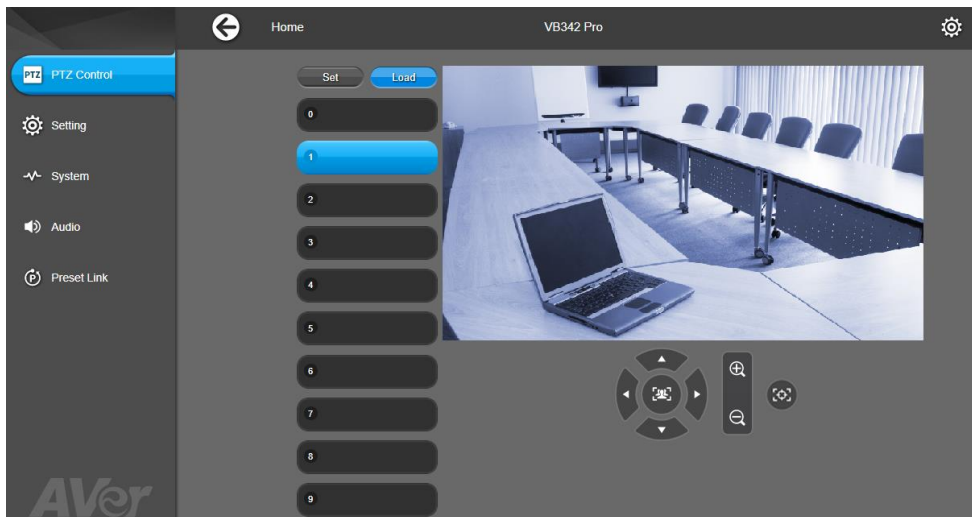 Home
VB342 Pro
PTZ PTZ Control
Setting
System
Audio
P Preset Link
Set Load
0
1
2
3
4
5
6
7
8
9
AVer